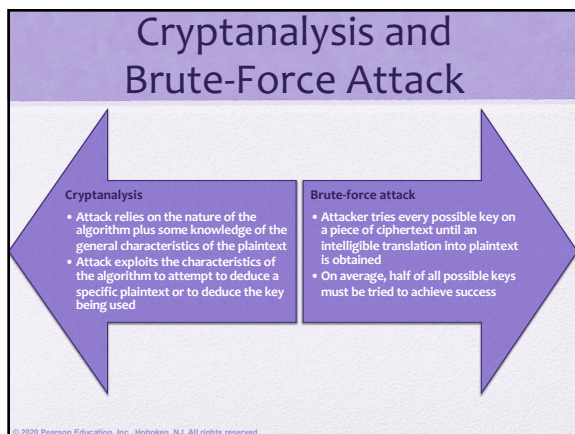 Cryptanalysis and
Brute-Force Attack
Cryptanalysis
• Attack relies on the nature of the
algorithm plus some knowledge of the
general characteristics of the plaintext
• Attack exploits the characteristics of
the algorithm to attempt to deduce a
specific plaintext or to deduce the key
being used
Brute-force attack
• Attacker tries every possible key on
a piece of ciphertext until an
intelligible translation into plaintext
is obtained
• On average, half of all possible keys
must be tried to achieve success
© 2020 Pearson Education, Inc., Hoboken, NJ. All rights reserved.